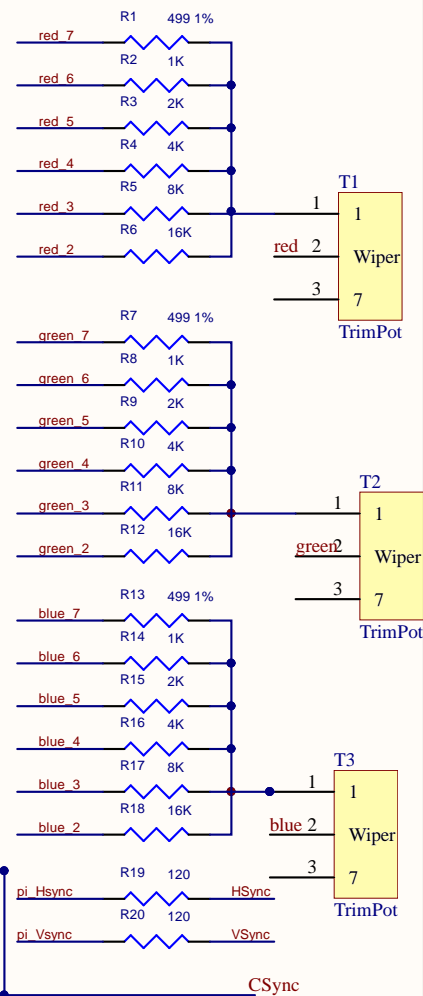 R1 499 1%
red_7
R2 1K
red_6
R3 2K
red_5
R4 4K
red_4
R5 8K
red_3
R6 16K
red_2
T1
1 1
red 2 Wiper
3 7
TrimPot
R7 499 1%
green_7
R8 1K
green_6
R9 2K
green_5
R10 4K
green_4
R11 8K
green_3
R12 16K
green_2
T2
1 1
green 2 Wiper
3 7
TrimPot
R13 499 1%
blue_7
R14 1K
blue_6
R15 2K
blue_5
R16 4K
blue_4
R17 8K
blue_3
R18 16K
blue_2
T3
1 1
blue 2 Wiper
3 7
TrimPot
R19 120
pi_Hsync HSync
R20 120
pi_Vsync VSync
CSync